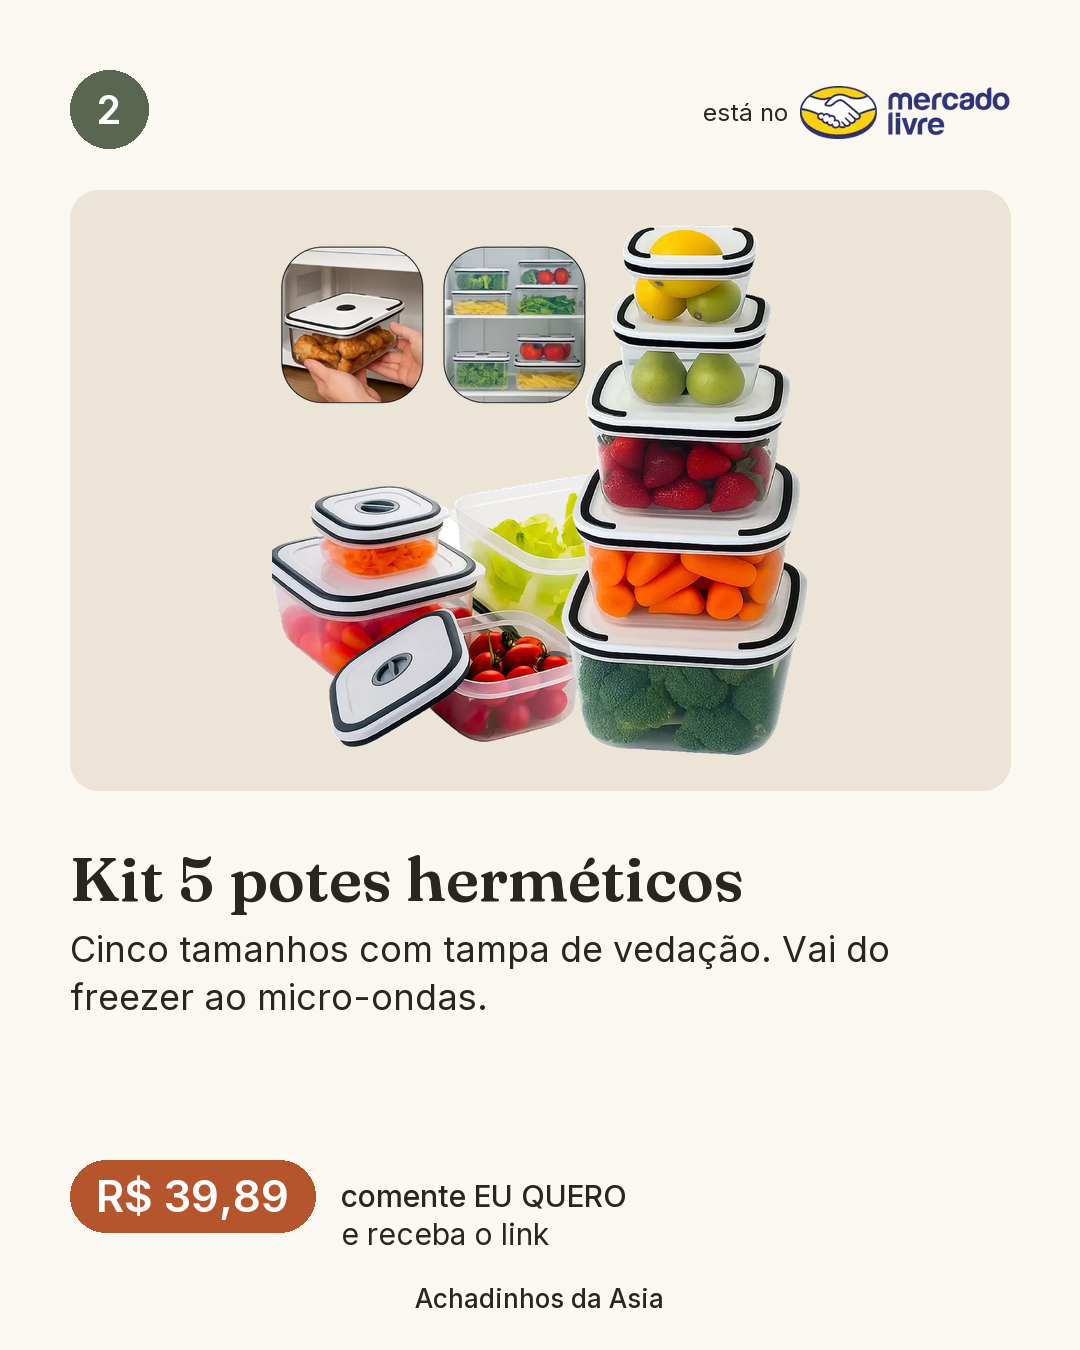 2
está no
mercado
livre
Kit 5 potes herméticos
Cinco tamanhos com tampa de vedação. Vai do
freezer ao micro-ondas.
R$ 39,89
comente EU QUERO
e receba o link
Achadinhos da Asia